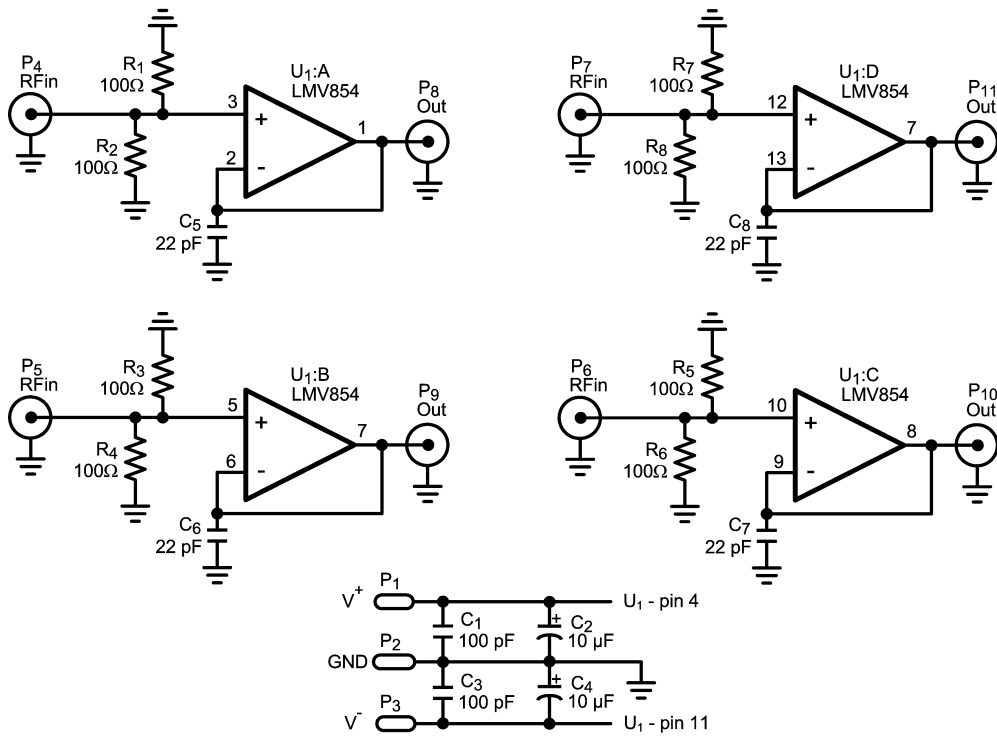 P4
RFin
R1
100Ω
R2
100Ω
U1:A
LMV854
3
+
2
-
1
P8
Out
C5
22 pF
P7
RFin
R7
100Ω
R8
100Ω
U1:D
LMV854
12
+
13
-
7
P11
Out
C8
22 pF
P5
RFin
R3
100Ω
R4
100Ω
U1:B
LMV854
5
+
6
-
7
P9
Out
C6
22 pF
P6
RFin
R5
100Ω
R6
100Ω
U1:C
LMV854
10
+
9
-
8
P10
Out
C7
22 pF
V+
P1
U1 - pin 4
C1
100 pF
+
C2
10 µF
GND
P2
C3
100 pF
+
C4
10 µF
V-
P3
U1 - pin 11